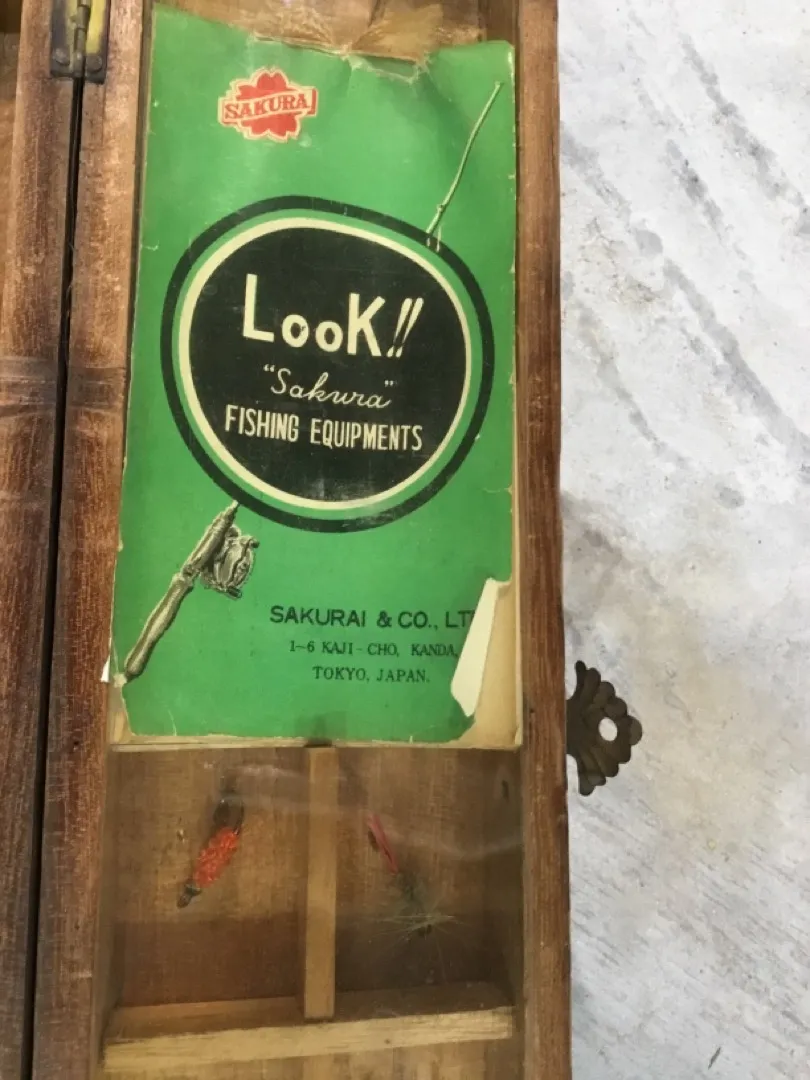 SAKURA
LooK!!
"Sakura"
FISHING EQUIPMENTS
SAKURAI & CO., LT
1-6 KAJI-CHO, KANDA,
TOKYO, JAPAN.